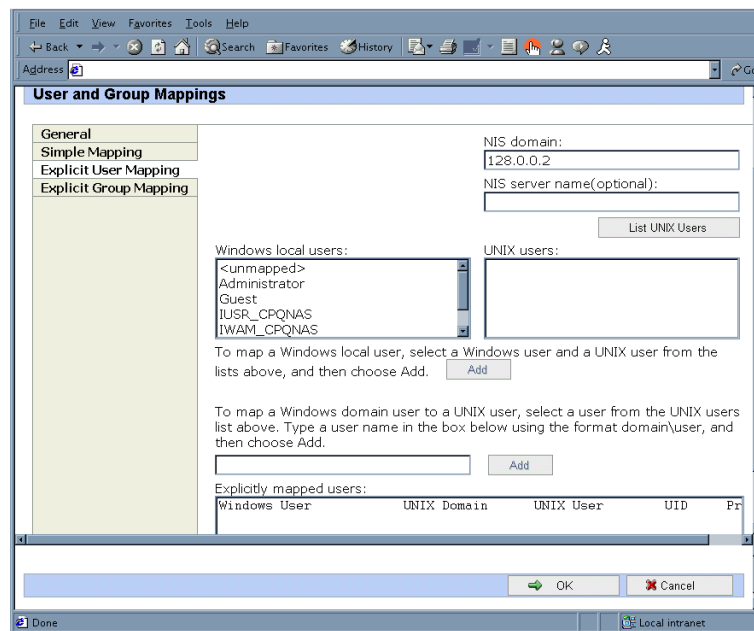 File Edit View Favorites Tools Help
Back Search Favorites History
Address Go
User and Group Mappings
General
Simple Mapping
Explicit User Mapping
Explicit Group Mapping
NIS domain:
128.0.0.2
NIS server name(optional):
List UNIX Users
Windows local users:
UNIX users:
<unmapped>
Administrator
Guest
IUSR_CPQNAS
IWAM_CPQNAS
To map a Windows local user, select a Windows user and a UNIX user from the
lists above, and then choose Add. Add
To map a Windows domain user to a UNIX user, select a user from the UNIX users
list above. Type a user name in the box below using the format domain\user, and
then choose Add.
Add
Explicitly mapped users:
Windows User UNIX Domain UNIX User UID Pr
OK Cancel
Done Local intranet